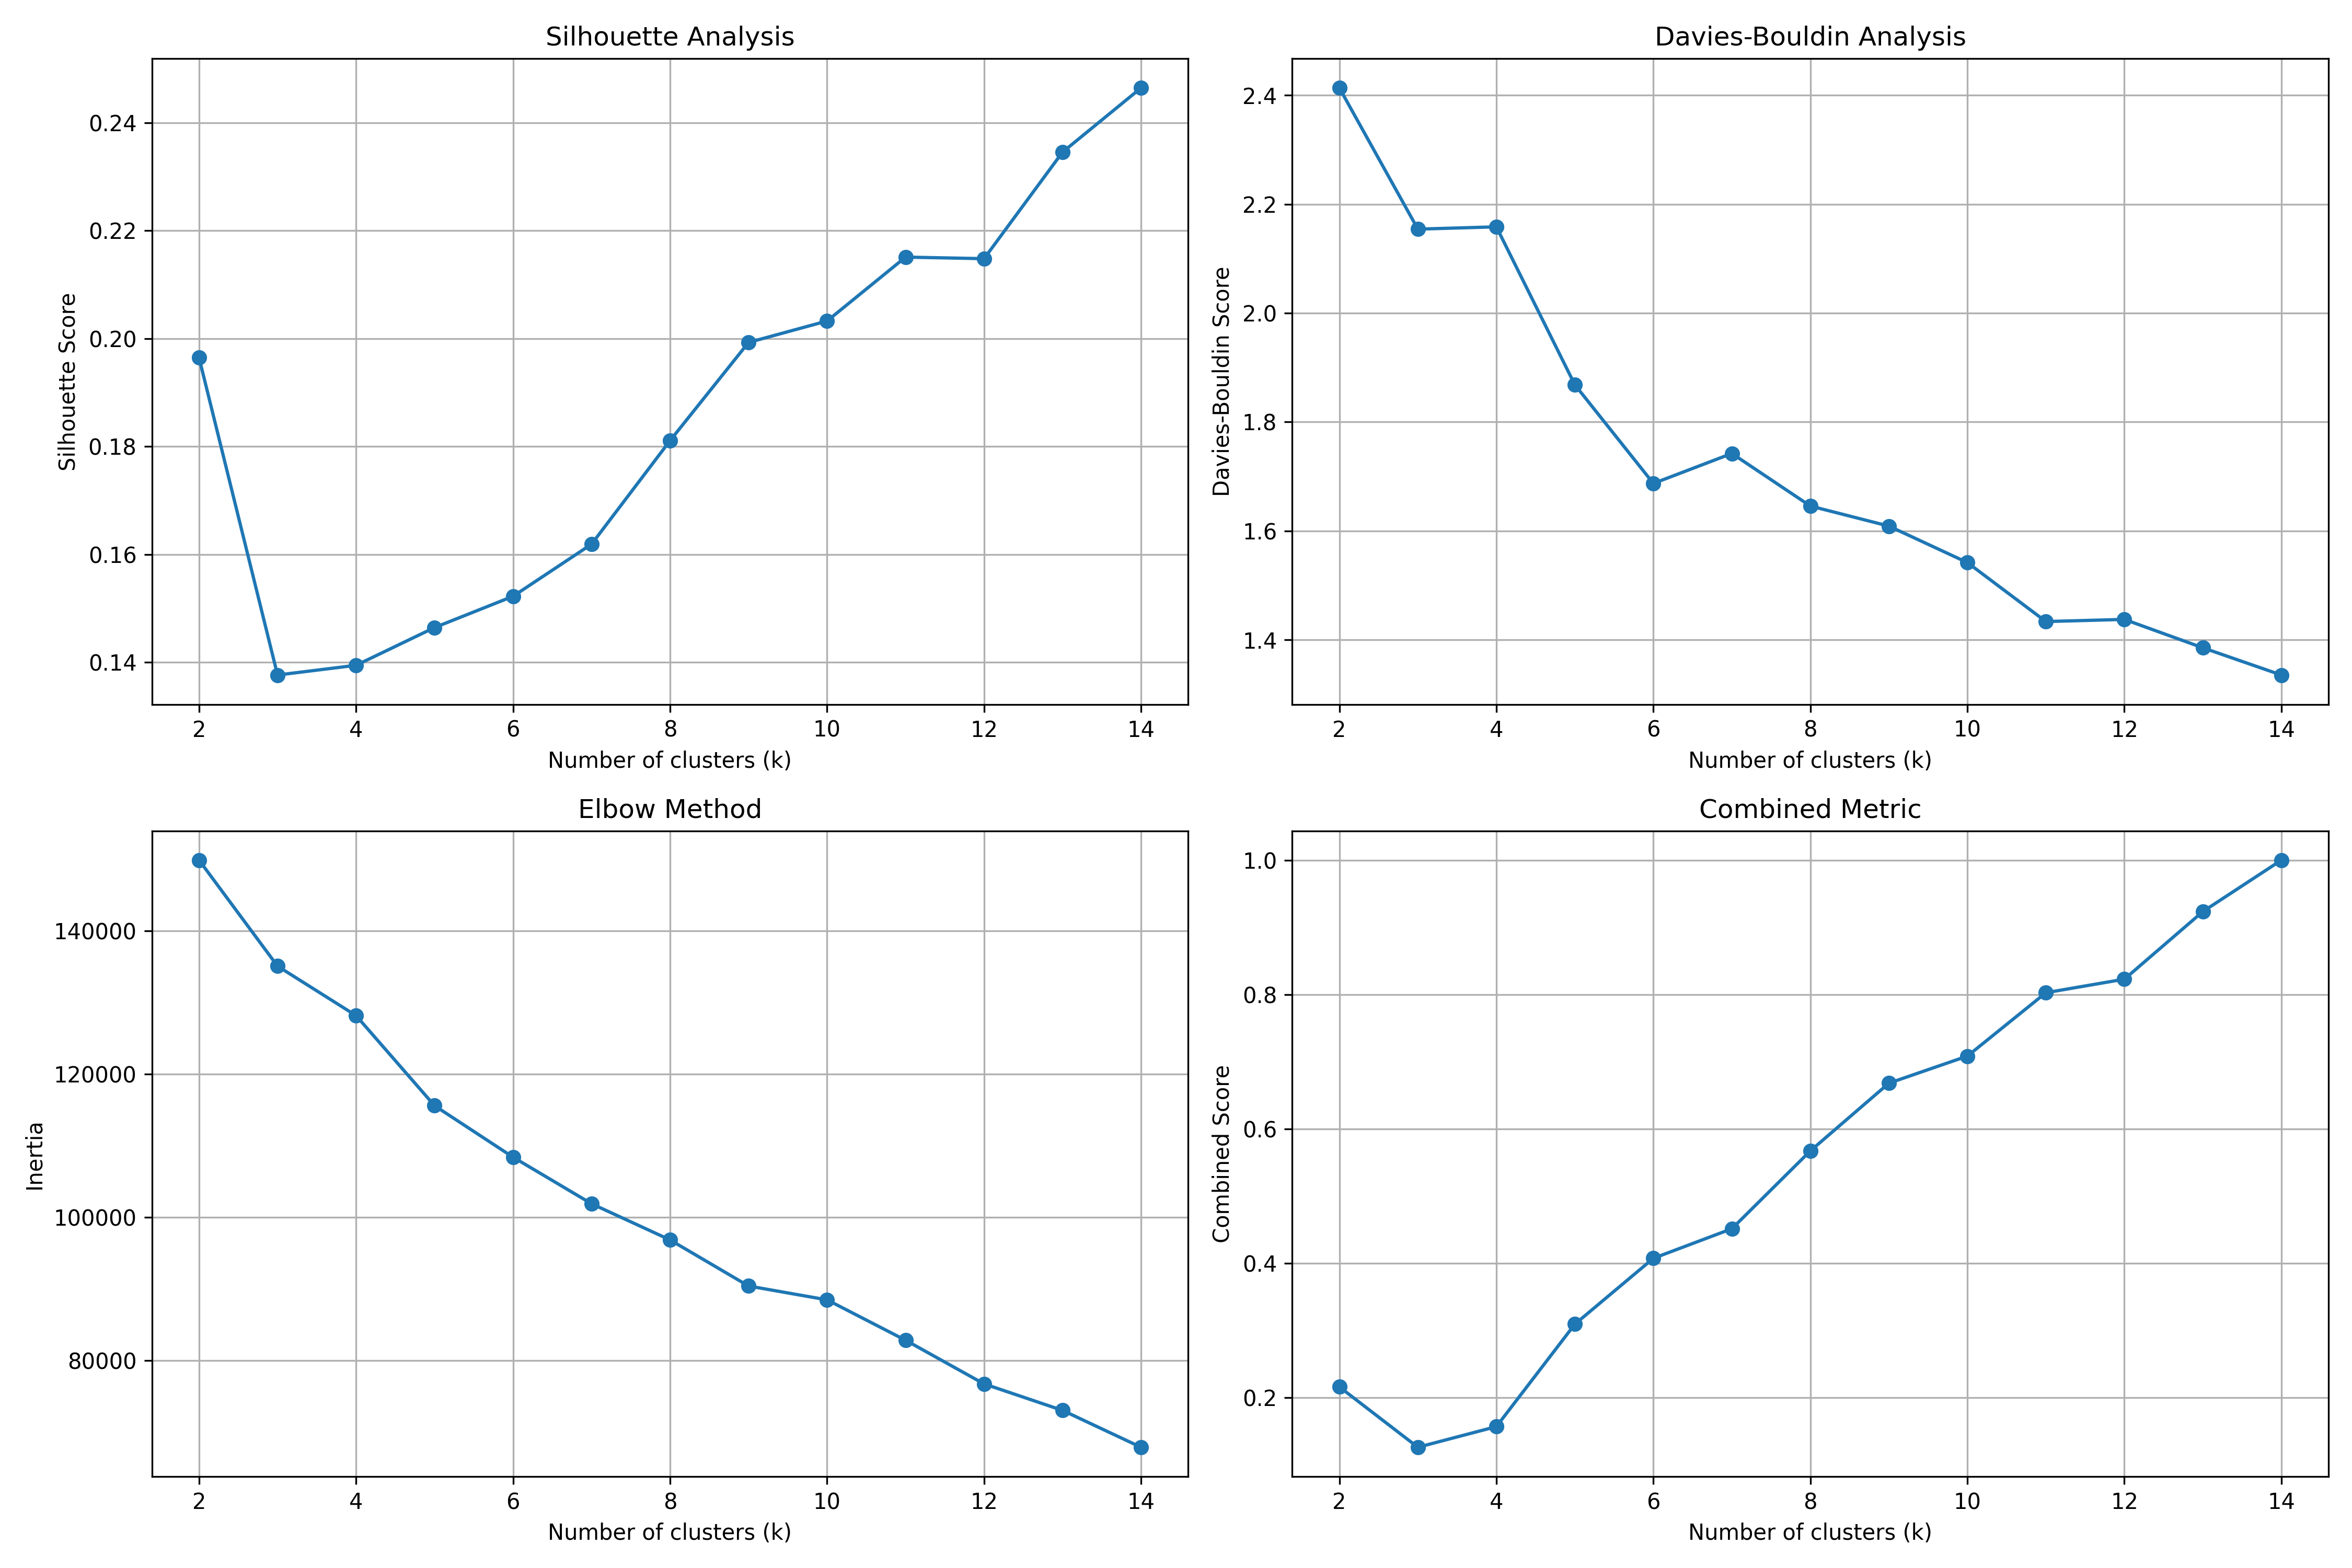 Silhouette Analysis
Silhouette Score
0.24
0.22
0.20
0.18
0.16
0.14
2 4 6 8 10 12 14
Number of clusters (k)
Davies-Bouldin Analysis
Davies-Bouldin Score
2.4
2.2
2.0
1.8
1.6
1.4
2 4 6 8 10 12 14
Number of clusters (k)
Elbow Method
Inertia
140000
120000
100000
80000
2 4 6 8 10 12 14
Number of clusters (k)
Combined Metric
Combined Score
1.0
0.8
0.6
0.4
0.2
2 4 6 8 10 12 14
Number of clusters (k)